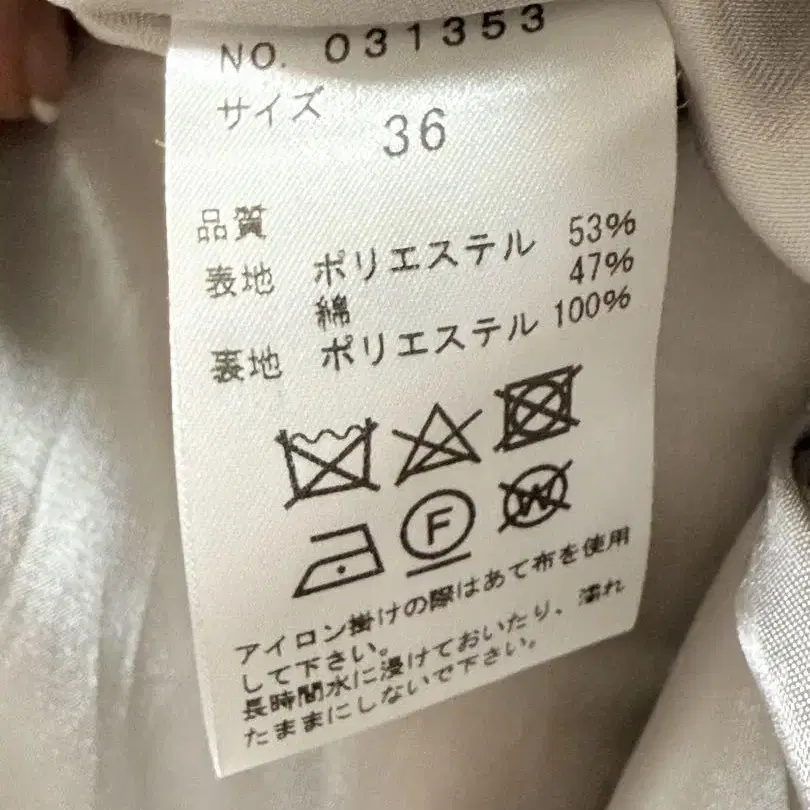 NO. 031353
サイズ 36
品質
表地 ポリエステル 53%
綿 47%
裏地 ポリエステル 100%
F
W
アイロン掛けの際はあて布を使用
して下さい。
長時間水に浸けておいたり、濡れ
たままにしないで下さい。